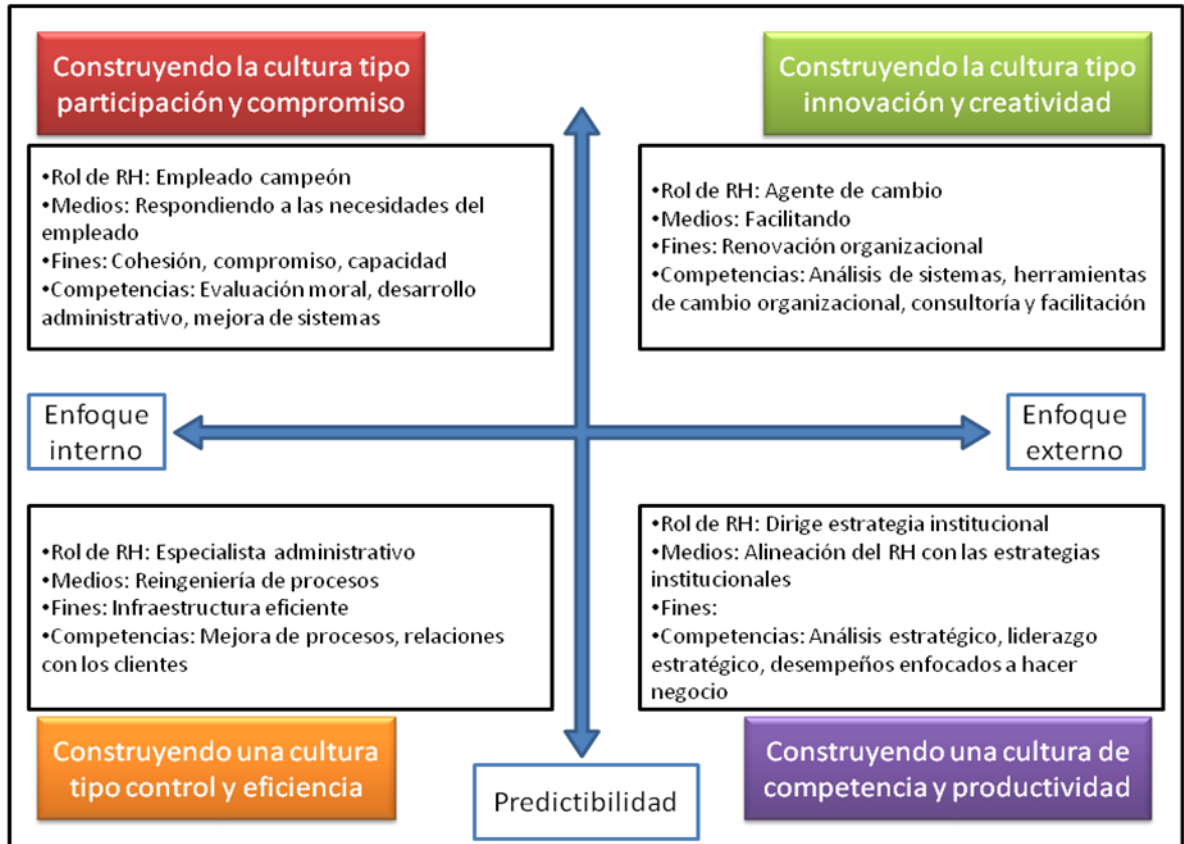 Construyendo la cultura tipo
participación y compromiso
Construyendo la cultura tipo
innovación y creatividad
•Rol de RH: Empleado campeón
•Medios: Respondiendo a las necesidades del
empleado
•Fines: Cohesión, compromiso, capacidad
•Competencias: Evaluación moral, desarrollo
administrativo, mejora de sistemas
•Rol de RH: Agente de cambio
•Medios: Facilitando
•Fines: Renovación organizacional
•Competencias: Análisis de sistemas, herramientas
de cambio organizacional, consultoría y facilitación
Enfoque
interno
Enfoque
externo
•Rol de RH: Especialista administrativo
•Medios: Reingeniería de procesos
•Fines: Infraestructura eficiente
•Competencias: Mejora de procesos, relaciones
con los clientes
•Rol de RH: Dirige estrategia institucional
•Medios: Alineación del RH con las estrategias
institucionales
•Fines:
•Competencias: Análisis estratégico, liderazgo
estratégico, desempeños enfocados a hacer
negocio
Construyendo una cultura
tipo control y eficiencia
Predictibilidad
Construyendo una cultura de
competencia y productividad